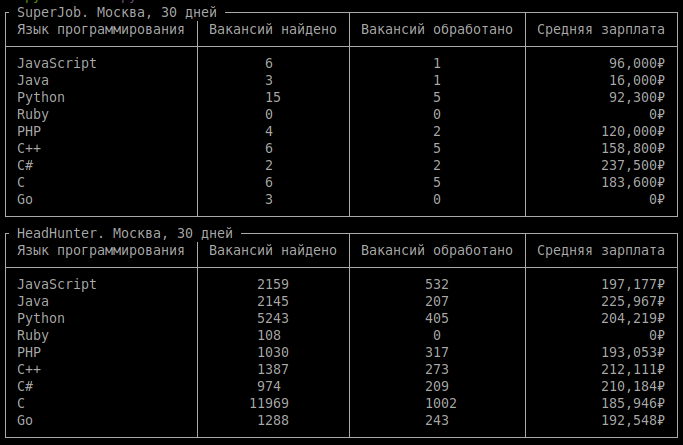 SuperJob. Москва, 30 дней
Язык программирования Вакансий найдено Вакансий обработано Средняя зарплата
JavaScript 6 1 96,000₽
Java 3 1 16,000₽
Python 15 5 92,300₽
Ruby 0 0 0₽
PHP 4 2 120,000₽
C++ 6 5 158,800₽
C# 2 2 237,500₽
C 6 5 183,600₽
Go 3 0 0₽
HeadHunter. Москва, 30 дней
Язык программирования Вакансий найдено Вакансий обработано Средняя зарплата
JavaScript 2159 532 197,177₽
Java 2145 207 225,967₽
Python 5243 405 204,219₽
Ruby 108 0 0₽
PHP 1030 317 193,053₽
C++ 1387 273 212,111₽
C# 974 209 210,184₽
C 11969 1002 185,946₽
Go 1288 243 192,548₽